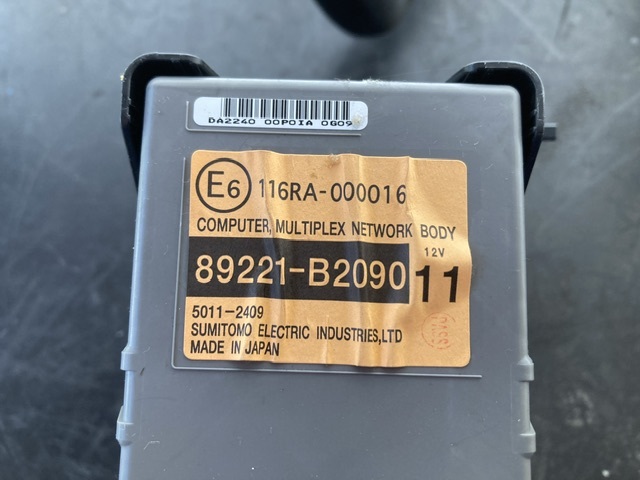 DA2240 00P0IA 0G09
E6 116RA-000016
COMPUTER, MULTIPLEX NETWORK BODY
89221-B2090 12V 11
5011-2409
SUMITOMO ELECTRIC INDUSTRIES,LTD
MADE IN JAPAN